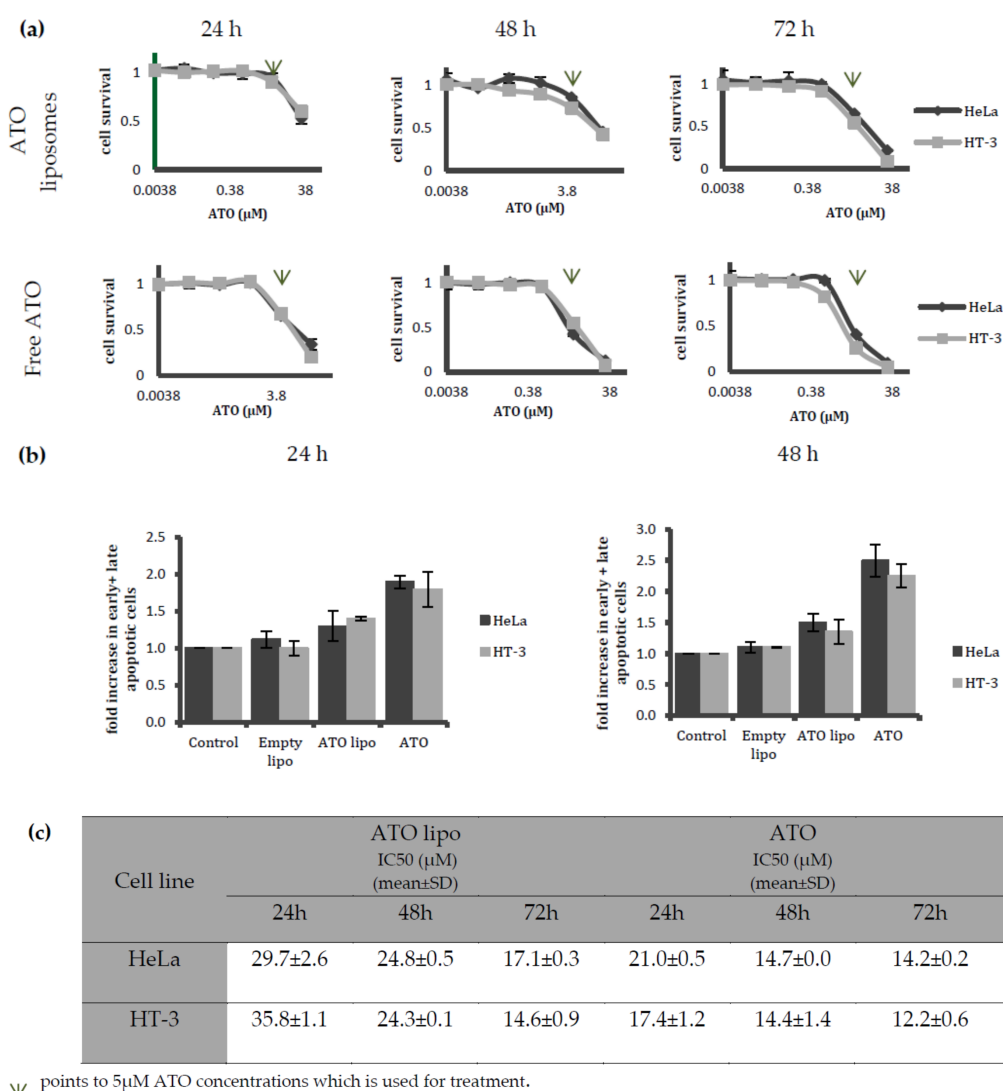 (a)
24 h
48 h
72 h
ATO
liposomes
cell survival
1
0.5
0
0.0038
0.38
38
ATO (µM)
cell survival
1
0.5
0
0.0038
3.8
ATO (µM)
cell survival
1
0.5
0
0.0038
0.38
38
ATO (µM)
HeLa
HT-3
Free ATO
cell survival
1
0.5
0
0.0038
3.8
ATO (µM)
cell survival
1
0.5
0
0.0038
0.38
38
ATO (µM)
cell survival
1
0.5
0
0.0038
0.38
38
ATO (µM)
HeLa
HT-3
(b)
24 h
48 h
fold increase in early+ late
apoptotic cells
2.5
2.0
1.5
1.0
0.5
0.0
Control
Empty
lipo
ATO lipo
ATO
HeLa
HT-3
fold increase in early + late
apoptotic cells
3.0
2.5
2.0
1.5
1.0
0.5
0.0
Control
Empty
lipo
ATO lipo
ATO
HeLa
HT-3
(c)
Cell line
ATO lipo
IC50 (µM)
(mean±SD)
ATO
IC50 (µM)
(mean±SD)
24h 48h 72h 24h 48h 72h
HeLa 29.7±2.6 24.8±0.5 17.1±0.3 21.0±0.5 14.7±0.0 14.2±0.2
HT-3 35.8±1.1 24.3±0.1 14.6±0.9 17.4±1.2 14.4±1.4 12.2±0.6
points to 5µM ATO concentrations which is used for treatment.